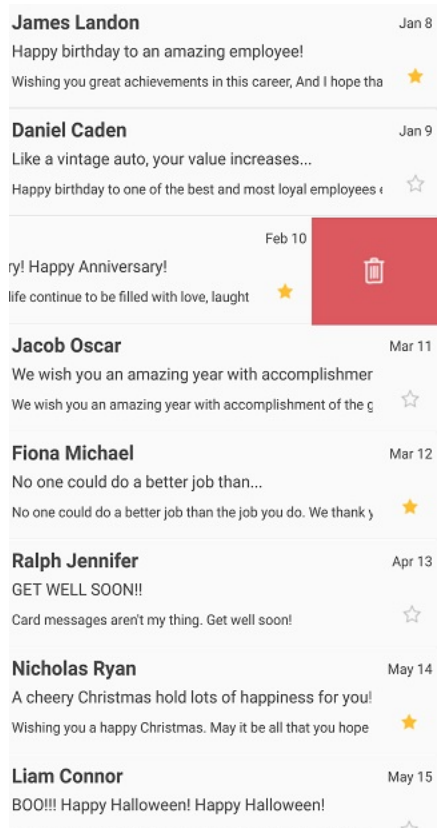 James Landon
Jan 8
Happy birthday to an amazing employee!
Wishing you great achievements in this career, And I hope tha
Daniel Caden
Jan 9
Like a vintage auto, your value increases...
Happy birthday to one of the best and most loyal employees
Feb 10
ry! Happy Anniversary!
life continue to be filled with love, laught
Jacob Oscar
Mar 11
We wish you an amazing year with accomplishmer
We wish you an amazing year with accomplishment of the g
Fiona Michael
Mar 12
No one could do a better job than...
No one could do a better job than the job you do. We thank y
Ralph Jennifer
Apr 13
GET WELL SOON!!
Card messages aren't my thing. Get well soon!
Nicholas Ryan
May 14
A cheery Christmas hold lots of happiness for you!
Wishing you a happy Christmas. May it be all that you hope
Liam Connor
May 15
BOO!!! Happy Halloween! Happy Halloween!